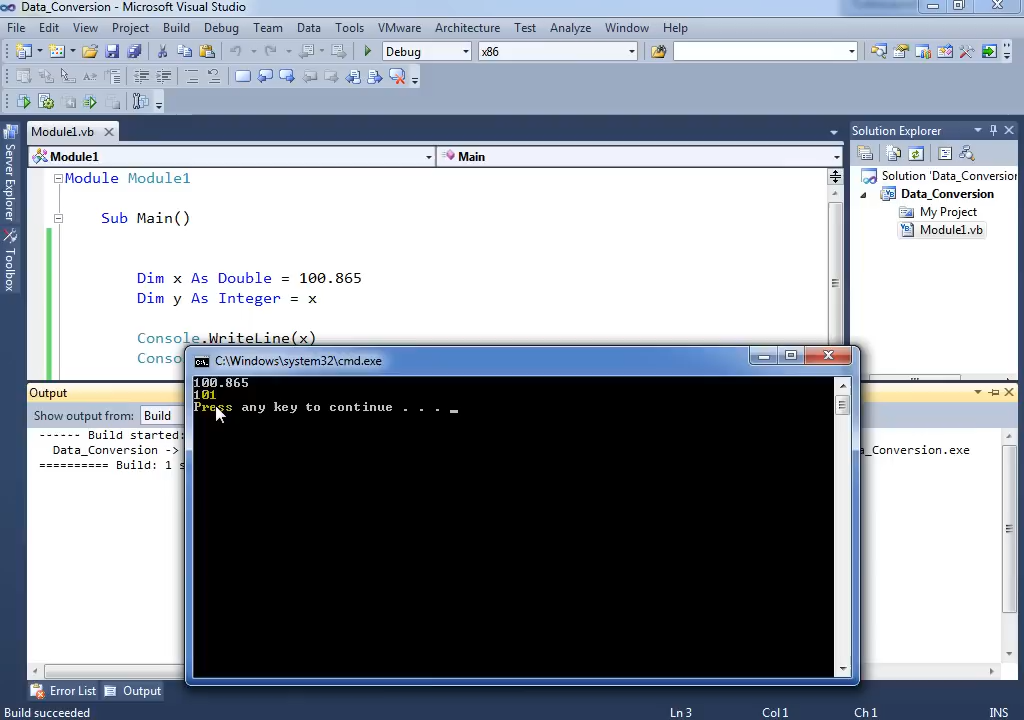 Data_Conversion - Microsoft Visual Studio
File Edit View Project Build Debug Team Data Tools VMware Architecture Test Analyze Window Help
Debug x86
Module1.vb
Module1 Main
Module Module1
Sub Main()
Dim x As Double = 100.865
Dim y As Integer = x
Console.WriteLine(x)
Conso
Server Explorer
Toolbox
Solution Explorer
Solution 'Data_Conversion
Data_Conversion
My Project
Module1.vb
C:\Windows\system32\cmd.exe
100.865
101
Press any key to continue . . . _
Output
Show output from: Build
------ Build started:
Data_Conversion ->
a_Conversion.exe
========== Build: 1 s
Error List Output
Build succeeded Ln 3 Col 1 Ch 1 INS